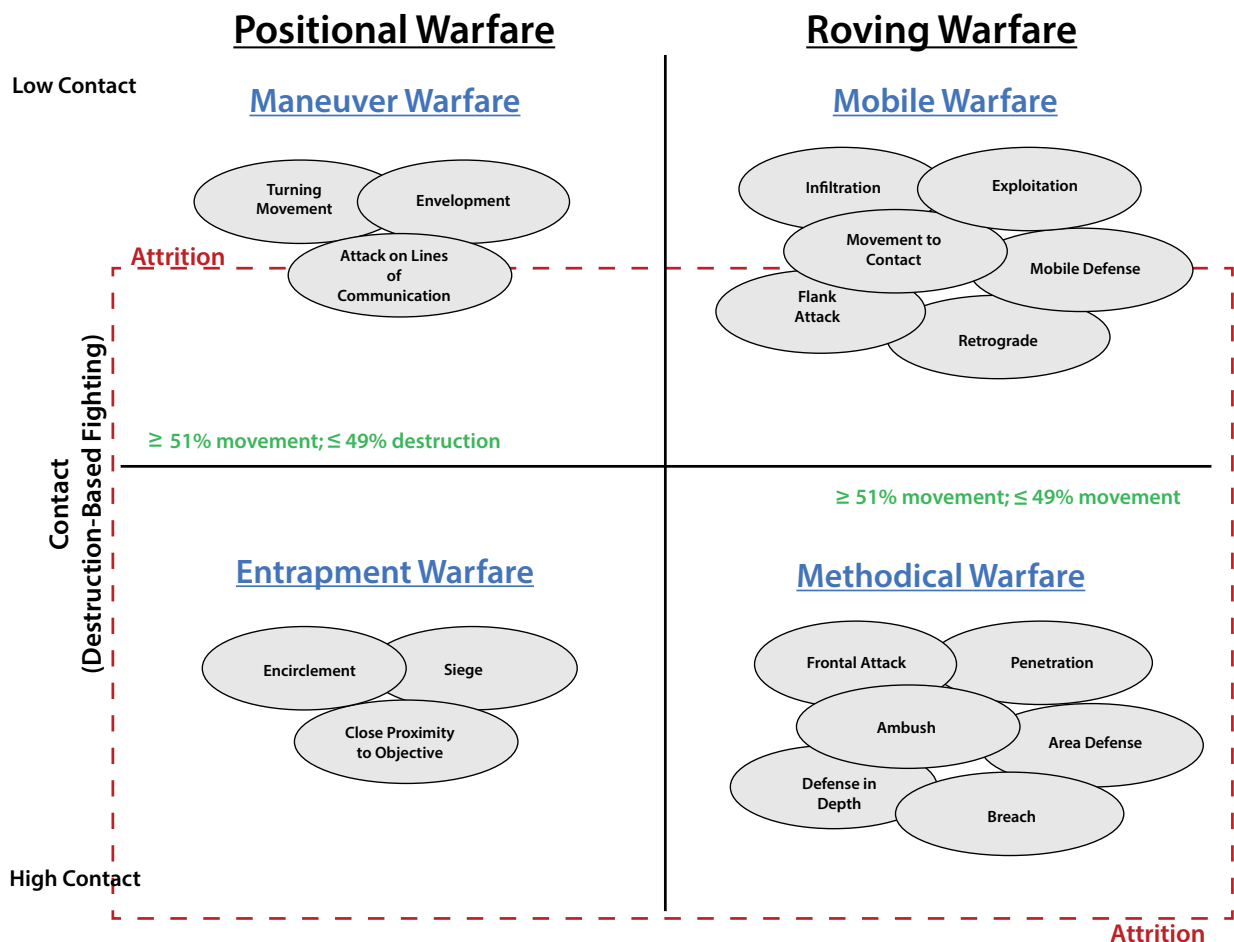 Positional Warfare
Roving Warfare
Low Contact
Maneuver Warfare
Mobile Warfare
Turning
Movement
Envelopment
Attack on Lines
of
Communication
Infiltration
Exploitation
Movement to
Contact
Mobile Defense
Flank
Attack
Retrograde
Attrition
Contact
(Destruction-Based Fighting)
≥ 51% movement; ≤ 49% destruction
≥ 51% movement; ≤ 49% movement
Entrapment Warfare
Methodical Warfare
Encirclement
Siege
Close Proximity
to Objective
Frontal Attack
Penetration
Ambush
Area Defense
Defense in
Depth
Breach
High Contact
Attrition